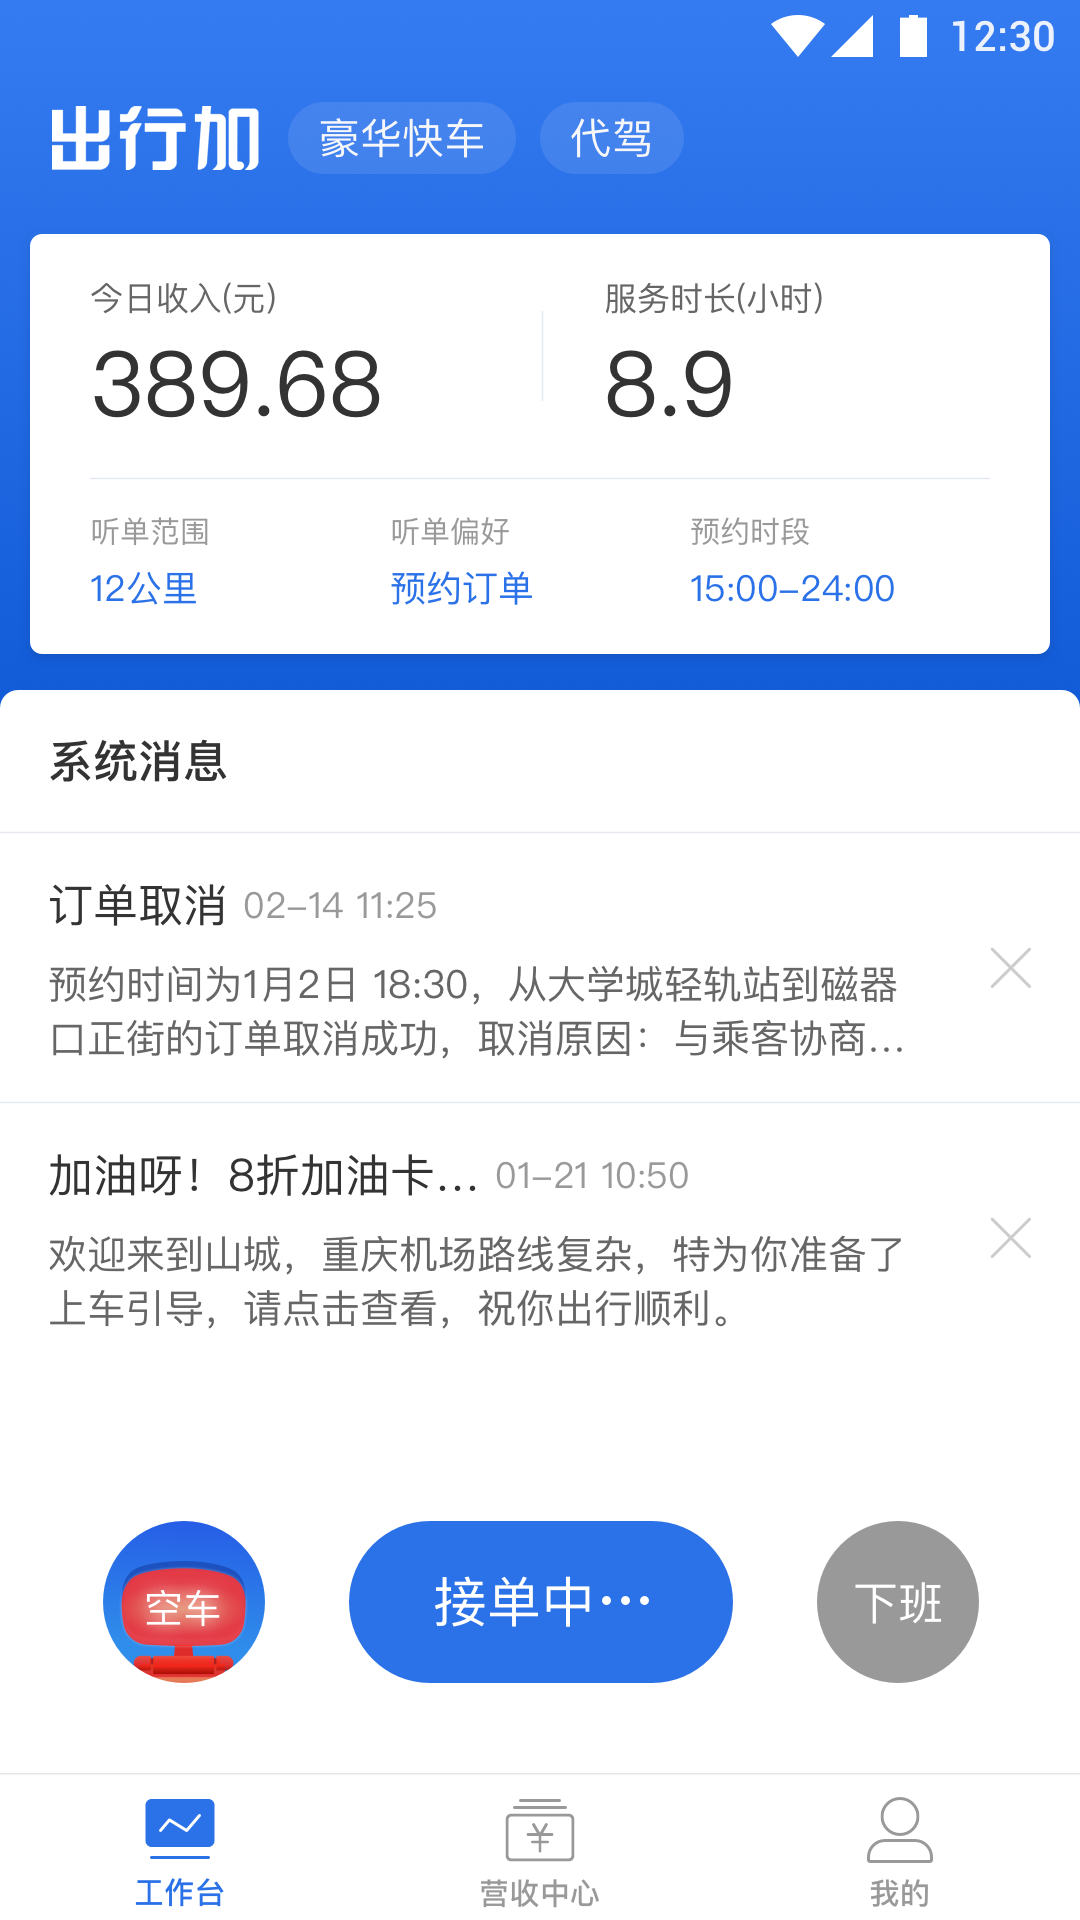 12:30
出行加 豪华快车 代驾
今日收入(元) 服务时长(小时)
389.68 8.9
听单范围 听单偏好 预约时段
12公里 预约订单 15:00–24:00
系统消息
订单取消 02–14 11:25
预约时间为1月2日 18:30，从大学城轻轨站到磁器
口正街的订单取消成功，取消原因：与乘客协商...
加油呀！8折加油卡... 01–21 10:50
欢迎来到山城，重庆机场路线复杂，特为你准备了
上车引导，请点击查看，祝你出行顺利。
空车 接单中··· 下班
工作台 营收中心 我的